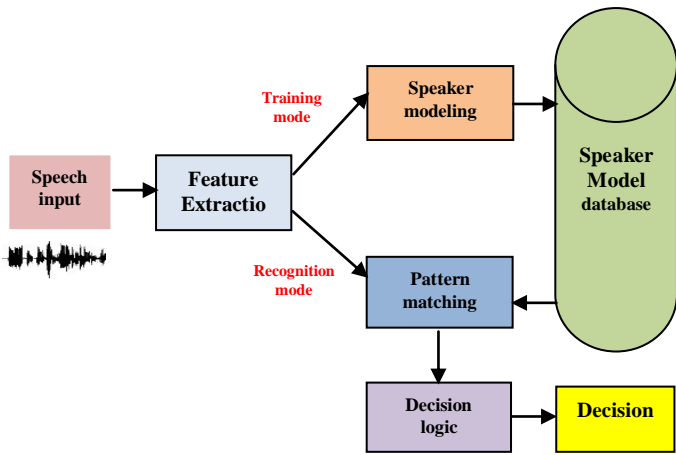 Training
mode
Speaker
modeling
Speech
input
Feature
Extractio
Speaker
Model
database
Recognition
mode
Pattern
matching
Decision
logic
Decision